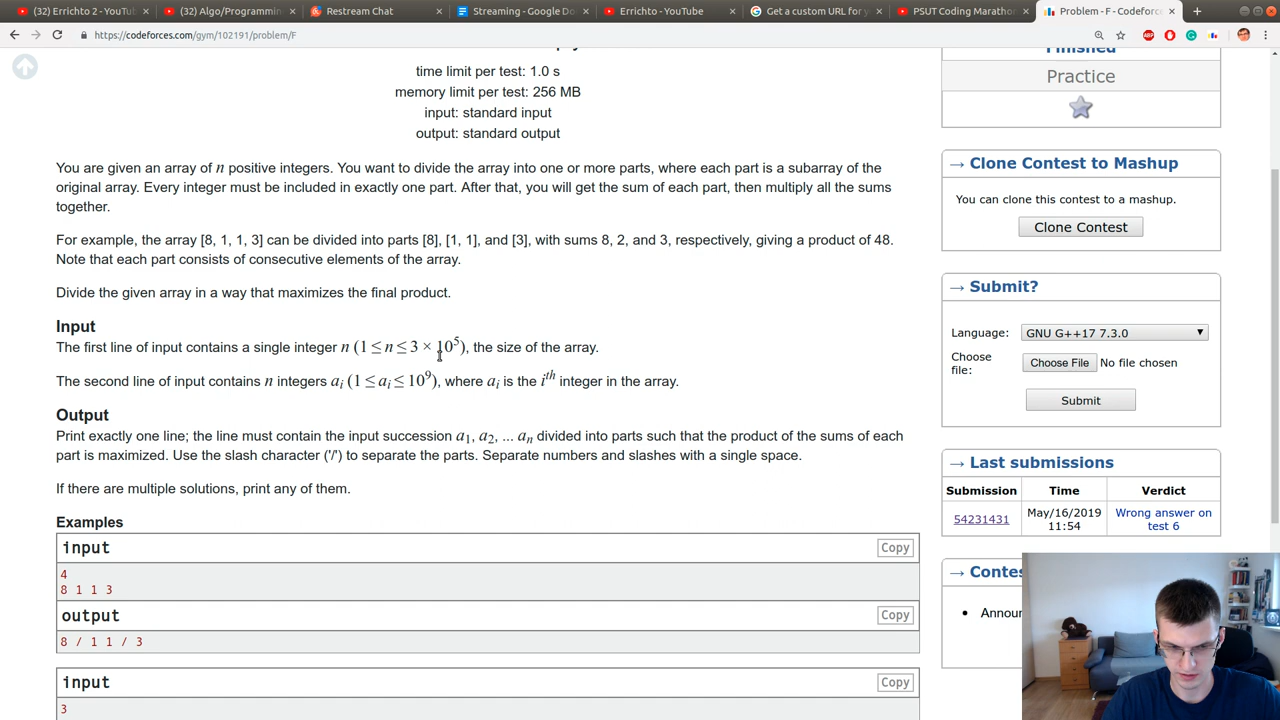 (32) Errichto 2 - YouTu
(32) Algo/Programmin
Restream Chat
Streaming - Google Do
Errichto - YouTube
Get a custom URL for y
PSUT Coding Marathon
Problem - F - Codeforc
https://codeforces.com/gym/102191/problem/F
time limit per test: 1.0 s
memory limit per test: 256 MB
input: standard input
output: standard output
You are given an array of n positive integers. You want to divide the array into one or more parts, where each part is a subarray of the
original array. Every integer must be included in exactly one part. After that, you will get the sum of each part, then multiply all the sums
together.
For example, the array [8, 1, 1, 3] can be divided into parts [8], [1, 1], and [3], with sums 8, 2, and 3, respectively, giving a product of 48.
Note that each part consists of consecutive elements of the array.
Divide the given array in a way that maximizes the final product.
Input
The first line of input contains a single integer n (1 ≤ n ≤ 3 × 10⁵), the size of the array.
The second line of input contains n integers aᵢ (1 ≤ aᵢ ≤ 10⁹), where aᵢ is the iᵗʰ integer in the array.
Output
Print exactly one line; the line must contain the input succession a₁, a₂, ... aₙ divided into parts such that the product of the sums of each
part is maximized. Use the slash character ('/') to separate the parts. Separate numbers and slashes with a single space.
If there are multiple solutions, print any of them.
Examples
input
Copy
4
8 1 1 3
output
Copy
8 / 1 1 / 3
input
Copy
3
Finished
Practice
→ Clone Contest to Mashup
You can clone this contest to a mashup.
Clone Contest
→ Submit?
Language:
GNU G++17 7.3.0
Choose
file:
Choose File
No file chosen
Submit
→ Last submissions
Submission Time Verdict
54231431
May/16/2019
11:54
Wrong answer on
test 6
→ Contes
Annour